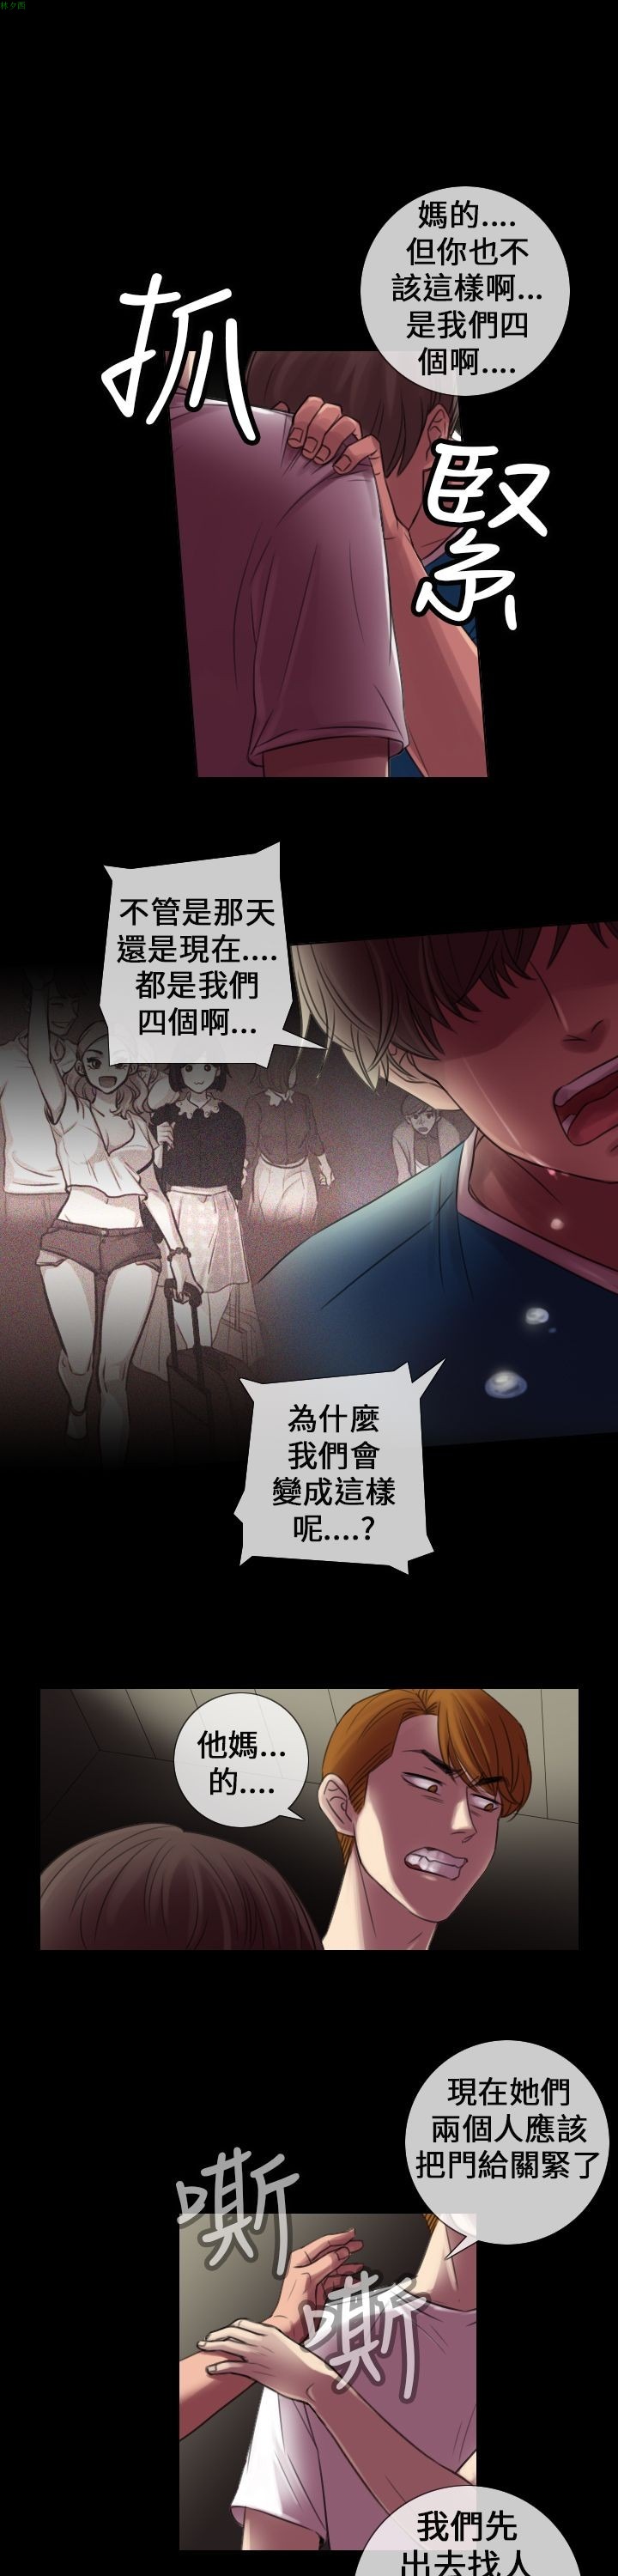 林夕西
媽的....
但你也不
該這樣啊...
是我們四
個啊....
抓
緊
不管是那天
還是現在....
都是我們
四個啊...
為什麼
我們會
變成這樣
呢....?
他媽...
的....
現在她們
兩個人應該
把門給關緊了
嘶
嘶
我們先
出去找人